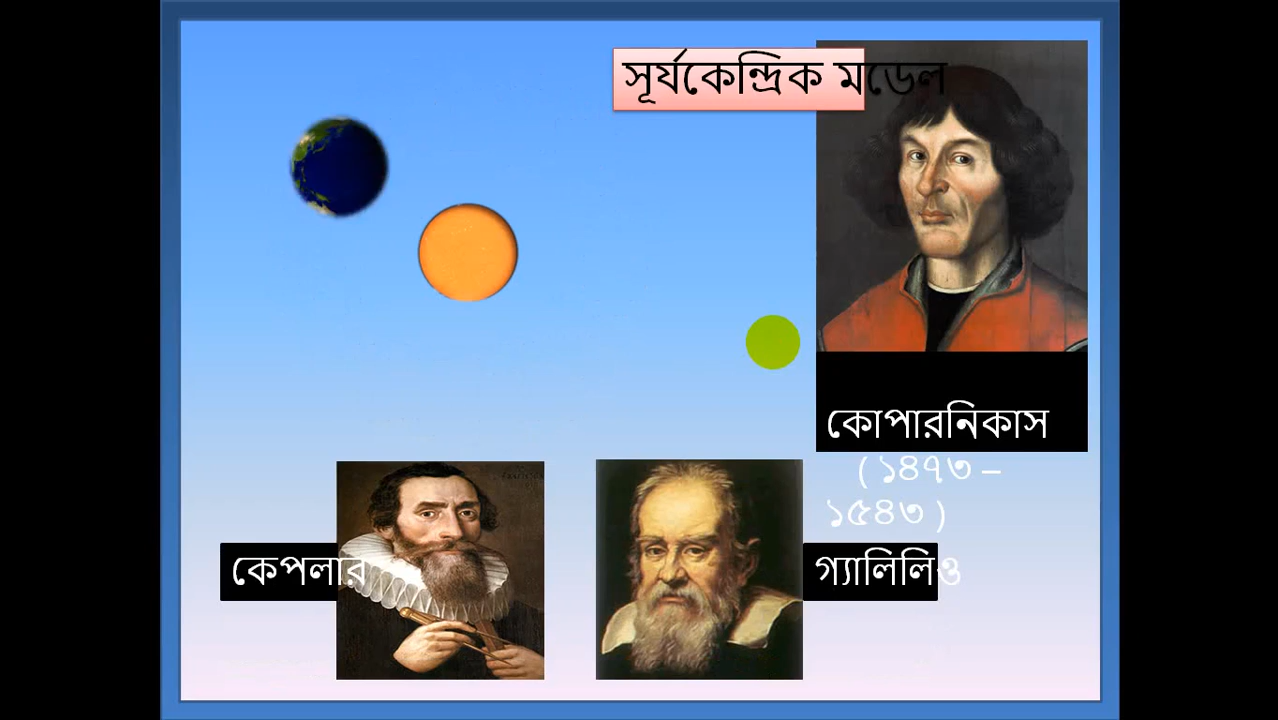 সূর্যকেন্দ্রিক মডেল
কোপারনিকাস
( ১৪৭৩ –
১৫৪৩ )
কেপলার
গ্যালিলিও